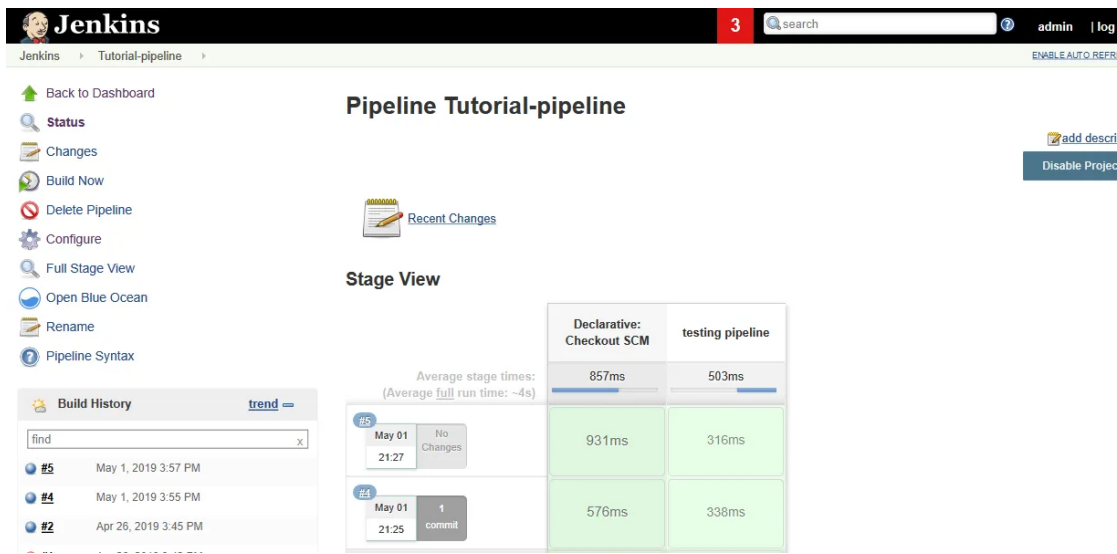 Jenkins
3
search
admin
| log
Jenkins
Tutorial-pipeline
ENABLE AUTO REFR
Back to Dashboard
Status
Changes
Build Now
Delete Pipeline
Configure
Full Stage View
Open Blue Ocean
Rename
Pipeline Syntax
Build History
trend
find
x
#5
May 1, 2019 3:57 PM
#4
May 1, 2019 3:55 PM
#2
Apr 26, 2019 3:45 PM
Pipeline Tutorial-pipeline
add descri
Disable Projec
Recent Changes
Stage View
Declarative:
Checkout SCM
testing pipeline
Average stage times:
(Average full run time: ~4s)
857ms
503ms
#5
May 01
21:27
No
Changes
931ms
316ms
#4
May 01
21:25
1
commit
576ms
338ms